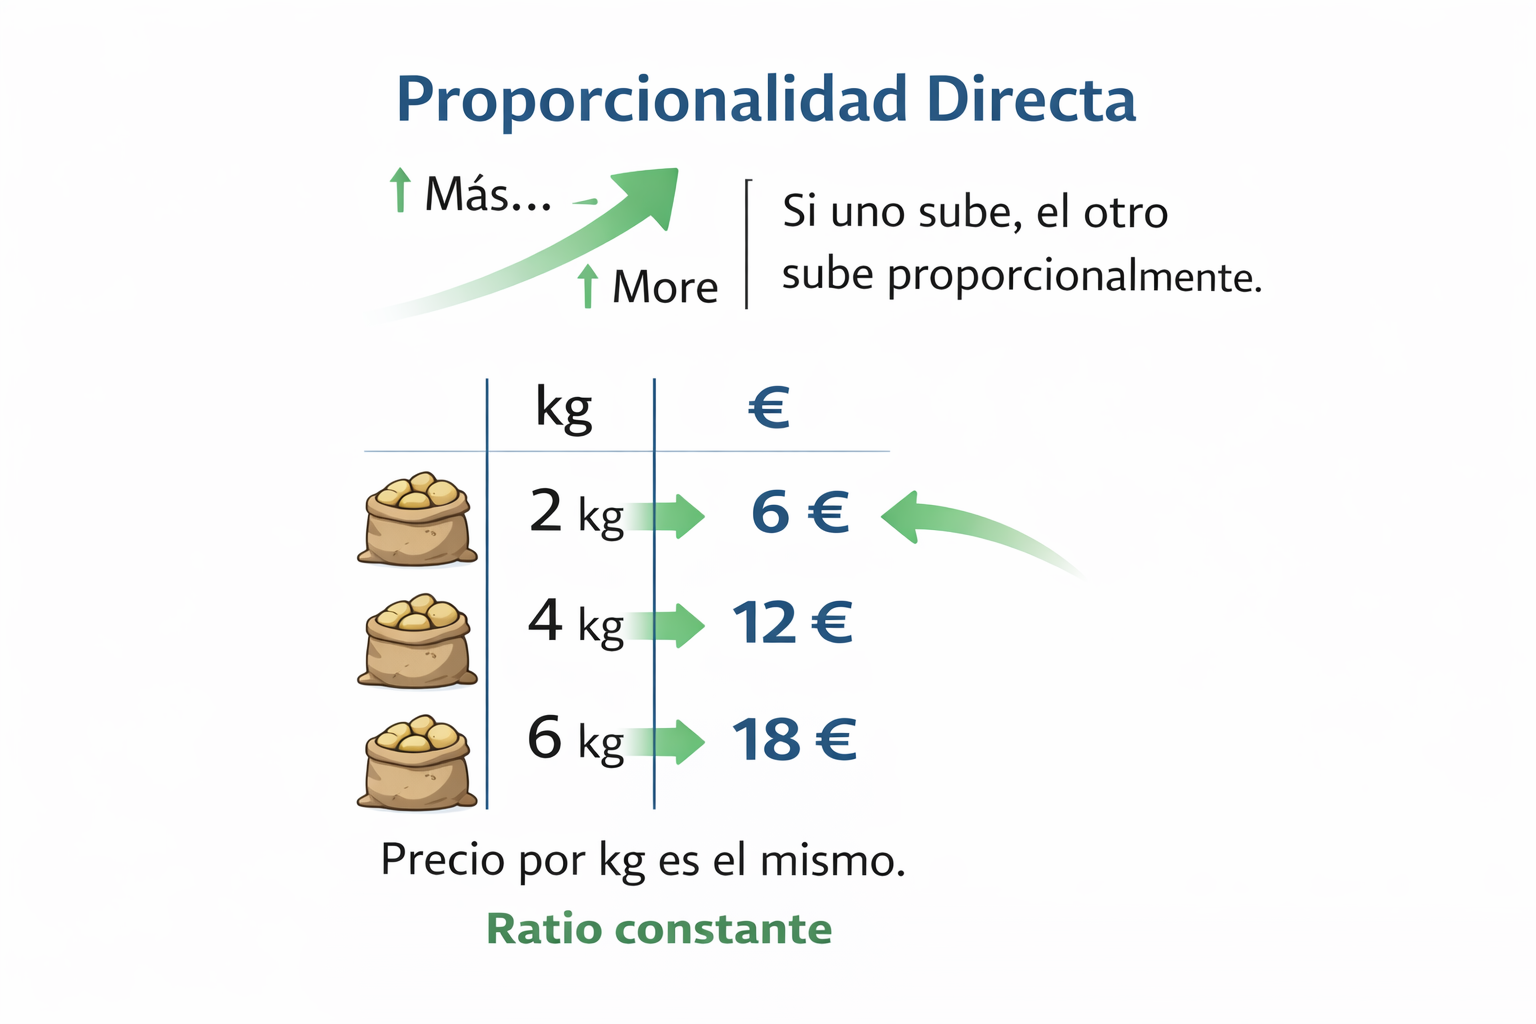 Proporcionalidad Directa
↑ Más...
↑ More
Si uno sube, el otro
sube proporcionalmente.
kg €
2 kg 6 €
4 kg 12 €
6 kg 18 €
Precio por kg es el mismo.
Ratio constante